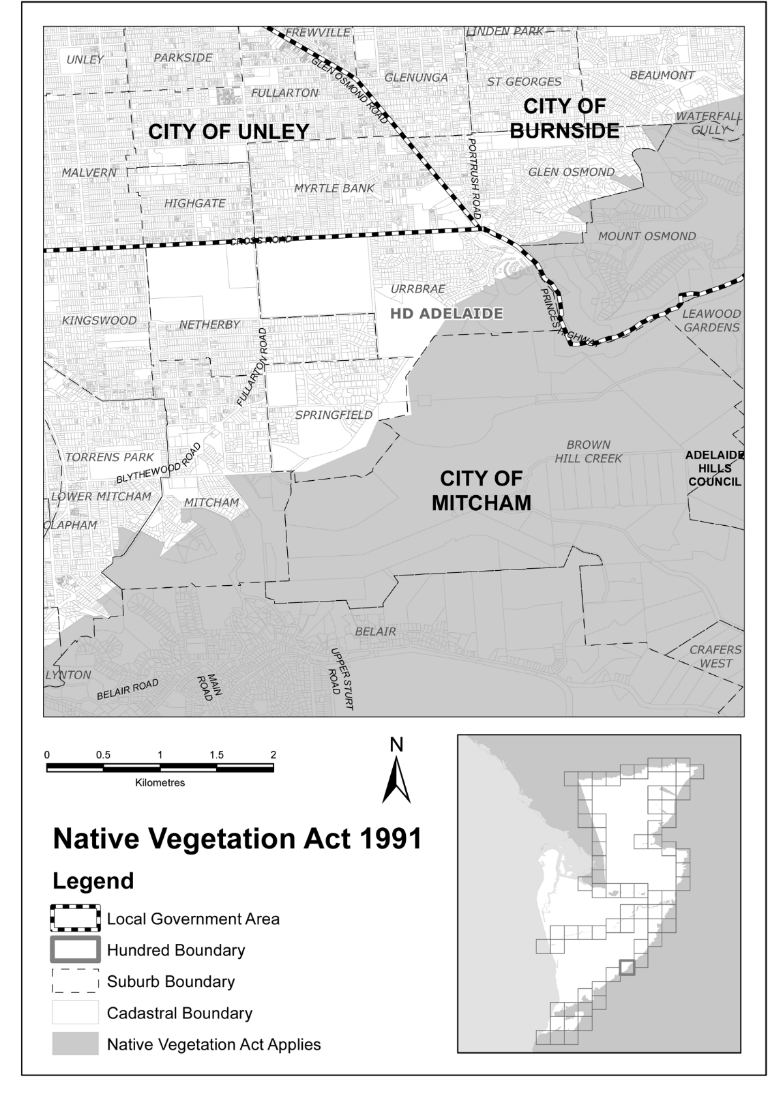 FREWVILLE
LINDEN PARK
UNLEY
PARKSIDE
GLEN OSMOND ROAD
GLENUNGA
ST GEORGES
BEAUMONT
FULLARTON
CITY OF
BURNSIDE
WATERFALL
GULLY
CITY OF UNLEY
PORTRUSH ROAD
MALVERN
GLEN OSMOND
MYRTLE BANK
HIGHGATE
MOUNT OSMOND
CROSS ROAD
URRBRAE
HD ADELAIDE
PRINCES HIGHWAY
KINGSWOOD
NETHERBY
LEAWOOD
GARDENS
FULLARTON ROAD
SPRINGFIELD
TORRENS PARK
BLYTHEWOOD ROAD
BROWN
HILL CREEK
ADELAIDE
HILLS
COUNCIL
CITY OF
MITCHAM
LOWER MITCHAM
MITCHAM
CLAPHAM
BELAIR
CRAFERS
WEST
LYNTON
BELAIR ROAD
MAIN
ROAD
UPPER STURT
ROAD
0 0.5 1 1.5 2
Kilometres
N
Native Vegetation Act 1991
Legend
Local Government Area
Hundred Boundary
Suburb Boundary
Cadastral Boundary
Native Vegetation Act Applies